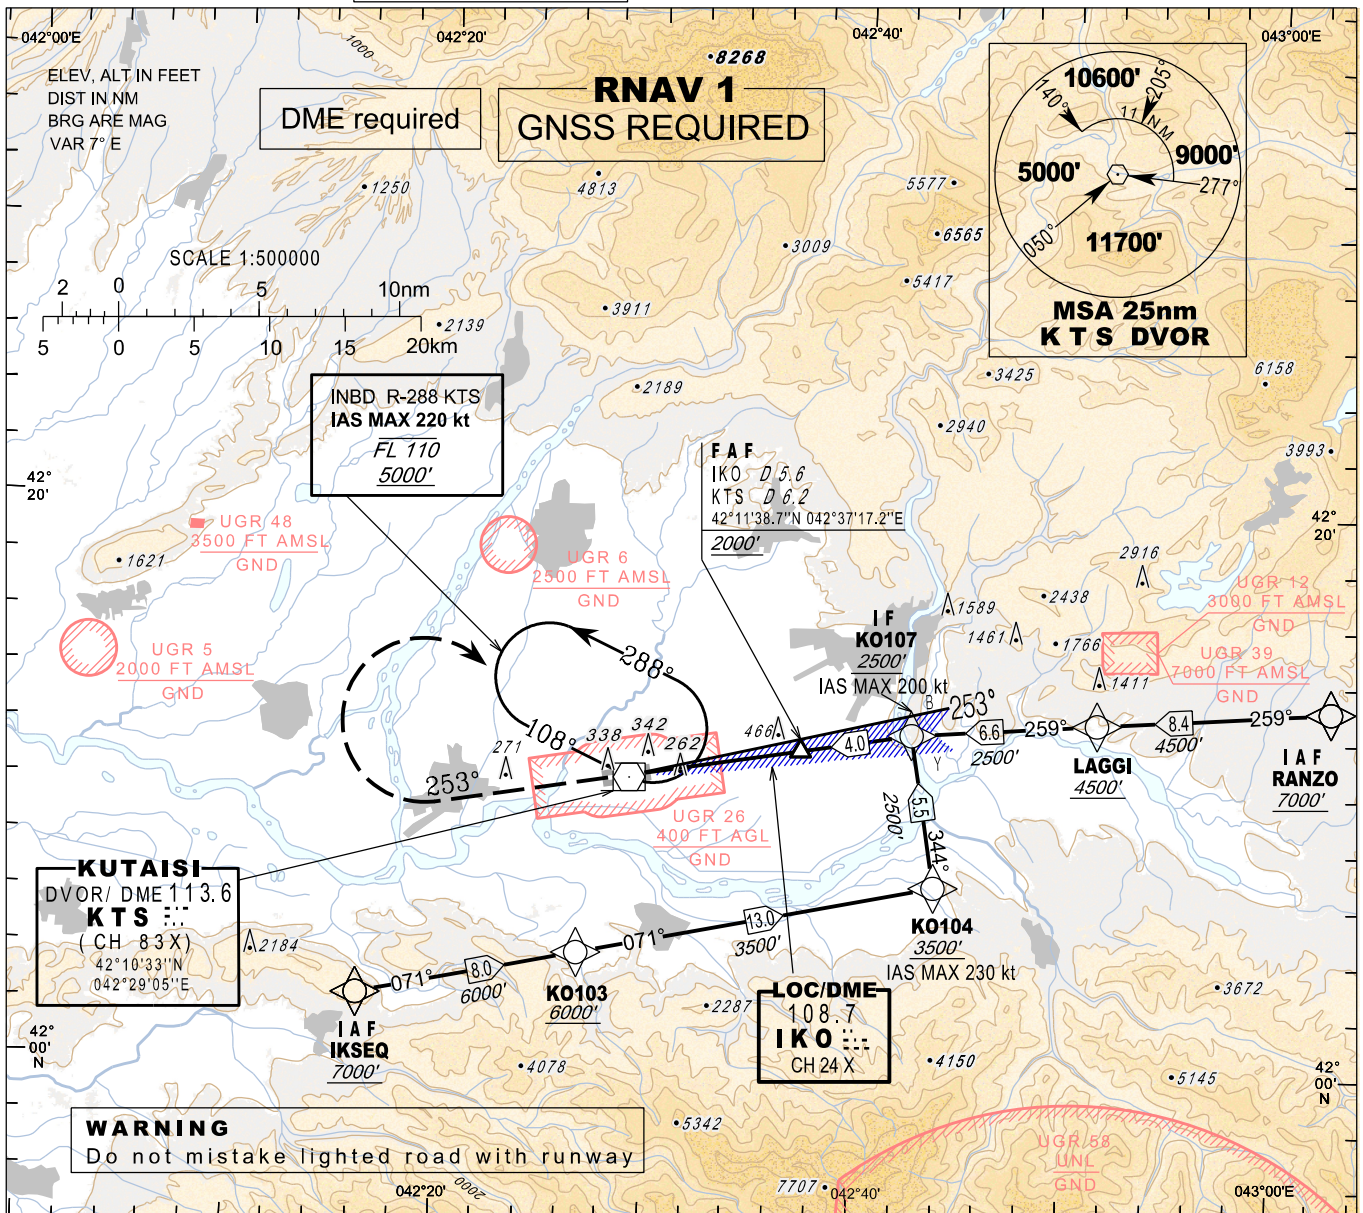 042°00'E
042°20'
042°40'
043°00'E
ELEV, ALT IN FEET
DIST IN NM
BRG ARE MAG
VAR 7° E
DME required
RNAV 1
GNSS REQUIRED
1000
8268
10600'
140°
205°
11 NM
5000'
9000'
277°
050°
11700'
MSA 25nm
KTS DVOR
1250
4813
5577
6565
3009
5417
SCALE 1:500000
2 0 5 10nm
5 0 5 10 15 20km
3911
2139
2189
3425
6158
2940
3993
INBD R-288 KTS
IAS MAX 220 kt
FL 110
5000'
FAF
IKO D 5.6
KTS D 6.2
42°11'38.7"N 042°37'17.2"E
2000'
42°
20'
42°
20'
UGR 48
3500 FT AMSL
GND
1621
UGR 6
2500 FT AMSL
GND
UGR 5
2000 FT AMSL
GND
2916
2438
1589
1461
1766
1411
UGR 12
3000 FT AMSL
GND
UGR 39
7000 FT AMSL
GND
IF
KO107
2500'
IAS MAX 200 kt
288°
108°
253°
271
338
342
262
466
4.0
B
253°
Y
6.6
2500'
259°
LAGGI
4500'
8.4
4500'
259°
IAF
RANZO
7000'
UGR 26
400 FT AGL
GND
5.5
2500'
344°
KO104
3500'
IAS MAX 230 kt
KUTAISI
DVOR/ DME 113.6
KTS
(CH 83X)
42°10'33"N
042°29'05"E
2184
071°
8.0
6000'
IAF
IKSEQ
7000'
KO103
6000'
071°
13.0
3500'
LOC/DME
108.7
IKO
CH 24 X
2287
3672
4078
4150
5145
5342
7707
42°
00'
N
42°
00'
N
WARNING
Do not mistake lighted road with runway
UGR 58
UNL
GND
042°20'
2000
042°40'
043°00'E